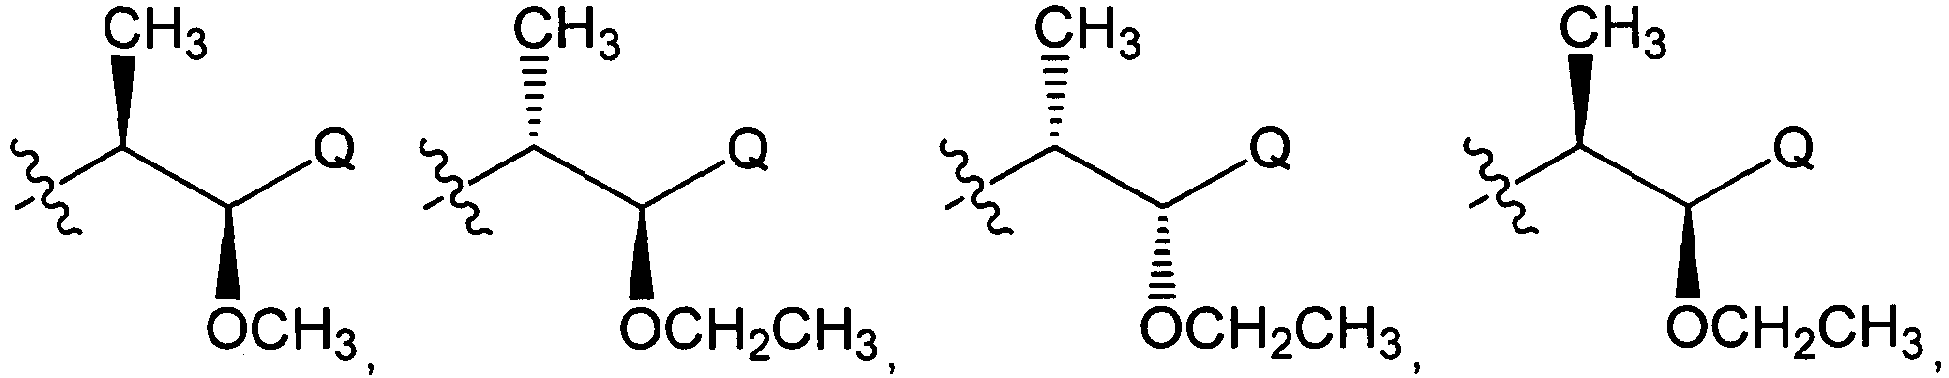 CH3 CH3 CH3 CH3
Q Q Q Q
OCH3, OCH2CH3, OCH2CH3, OCH2CH3,